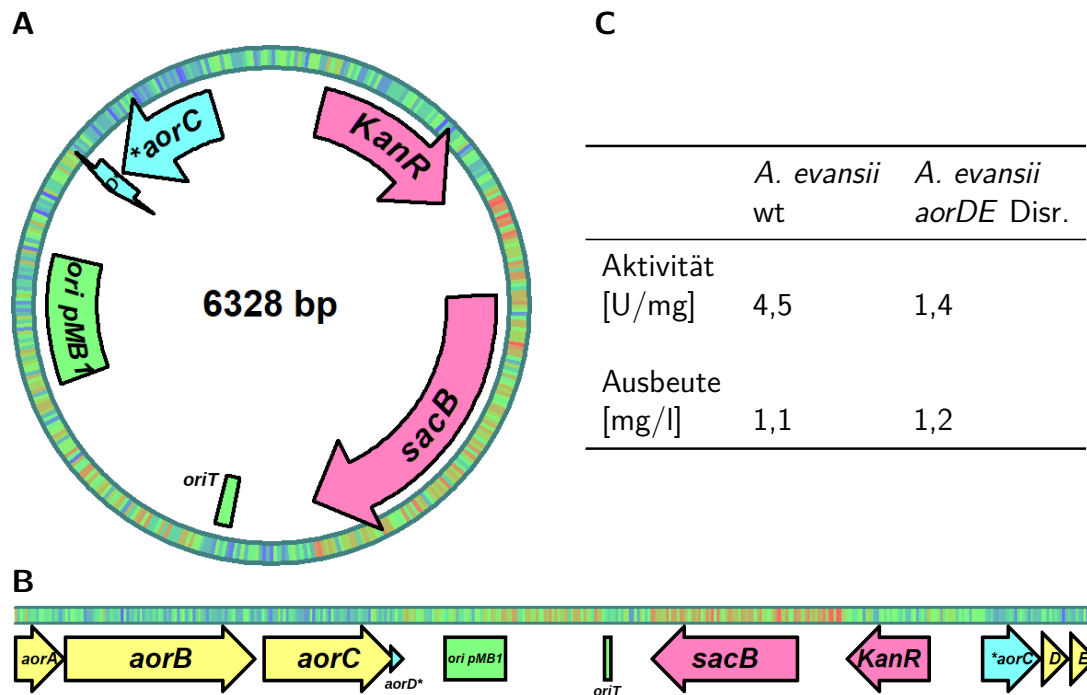 A
C
*aorC
KanR
D*
ori pMB1
6328 bp
sacB
oriT
A. evansii A. evansii
wt aorDE Disr.
Aktivität
[U/mg] 4,5 1,4
Ausbeute
[mg/l] 1,1 1,2
B
aorA aorB aorC aorD* ori pMB1 oriT sacB KanR *aorC D E